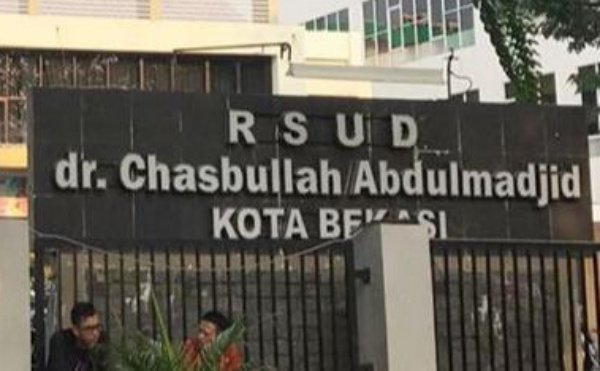 RSUD
dr. Chasbullah Abdulmadjid
KOTA BEKASI